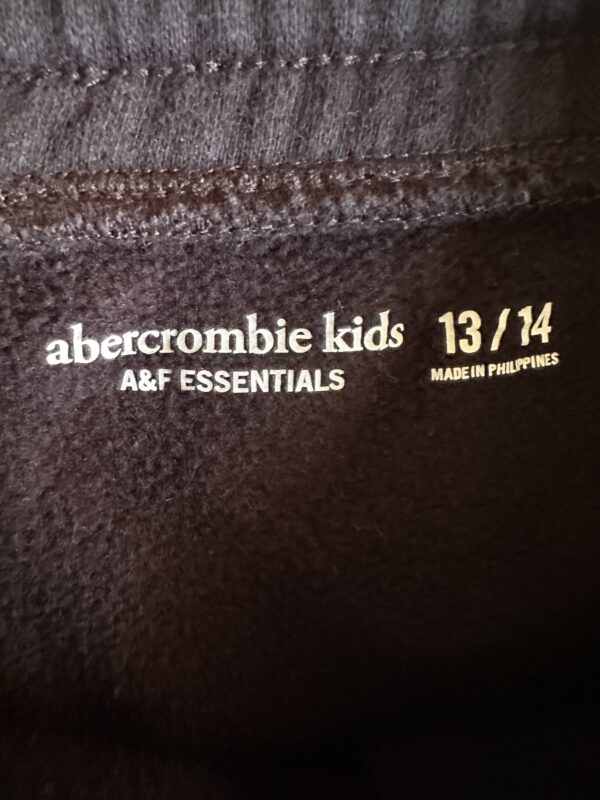 abercrombie kids 13/14
A&F ESSENTIALS MADE IN PHILIPPINES